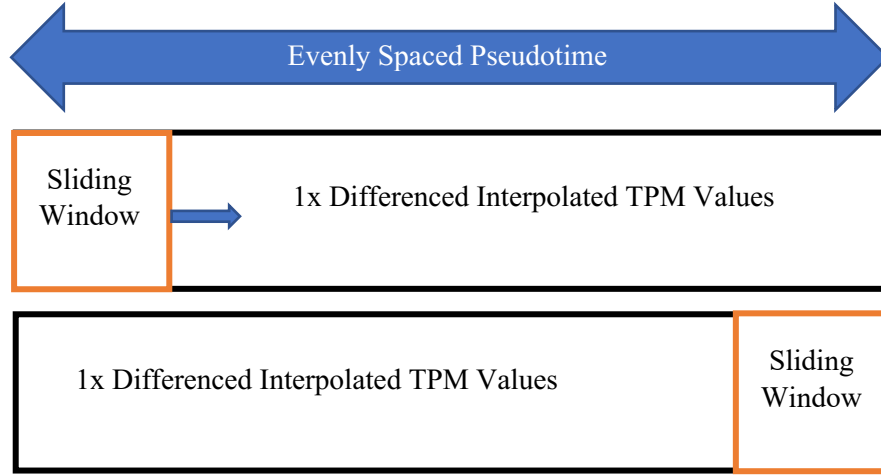 Evenly Spaced Pseudotime
Sliding
Window
1x Differenced Interpolated TPM Values
1x Differenced Interpolated TPM Values
Sliding
Window